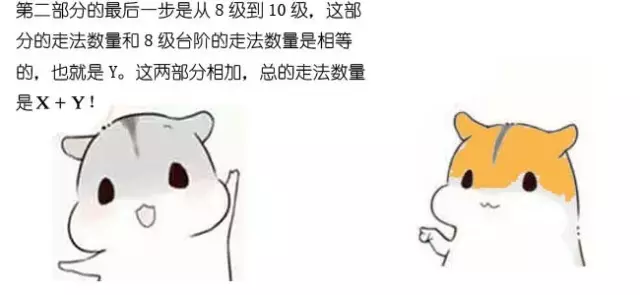 第二部分的最后一步是从 8 级到 10 级，这部
分的走法数量和 8 级台阶的走法数量是相等
的，也就是 Y。这两部分相加，总的走法数量
是 X + Y！